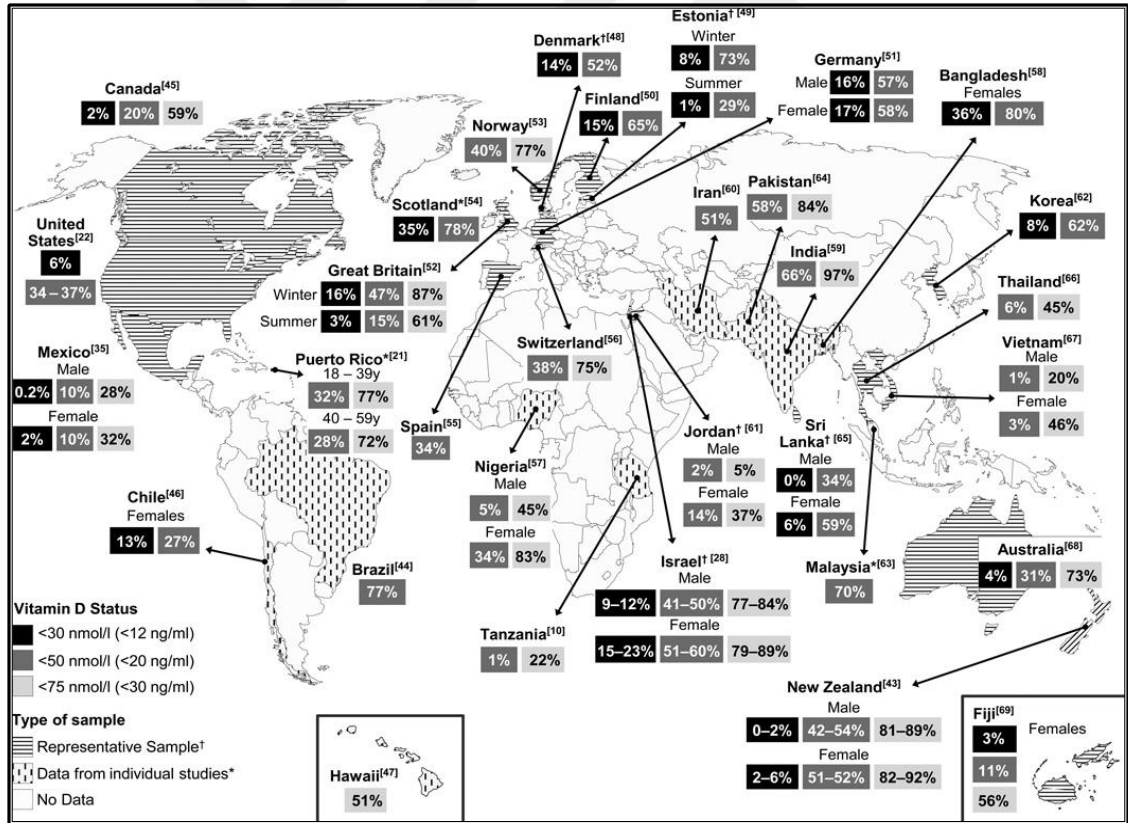 Estonia† [49]
Winter
8% 73%
Summer
1% 29%
Denmark†[48]
14% 52%
Germany[51]
Male 16% 57%
Female 17% 58%
Bangladesh[58]
Females
36% 80%
Canada[45]
2% 20% 59%
Finland[50]
15% 65%
Norway[53]
40% 77%
Iran[60]
51%
Pakistan[64]
58% 84%
Korea[62]
8% 62%
Scotland*[54]
35% 78%
United
States[22]
6%
34–37%
India[59]
66% 97%
Great Britain[52]
Winter 16% 47% 87%
Summer 3% 15% 61%
Thailand[66]
6% 45%
Mexico[35]
Male
0.2% 10% 28%
Female
2% 10% 32%
Puerto Rico*[21]
18 – 39y
32% 77%
40 – 59y
28% 72%
Switzerland[56]
38% 75%
Vietnam[67]
Male
1% 20%
Female
3% 46%
Spain[55]
34%
Nigeria[57]
Male
5% 45%
Female
34% 83%
Jordan† [61]
Male
2% 5%
Female
14% 37%
Sri
Lanka† [65]
Male
0% 34%
Female
6% 59%
Chile[46]
Females
13% 27%
Brazil[44]
77%
Israel† [28]
Male
9–12% 41–50% 77–84%
Female
15–23% 51–60% 79–89%
Malaysia*[63]
70%
Australia[68]
4% 31% 73%
Tanzania[10]
1% 22%
New Zealand[43]
Male
0–2% 42–54% 81–89%
Female
2–6% 51–52% 82–92%
Vitamin D Status
<30 nmol/l (<12 ng/ml)
<50 nmol/l (<20 ng/ml)
<75 nmol/l (<30 ng/ml)
Type of sample
Representative Sample†
Data from individual studies*
No Data
Hawaii[47]
51%
Fiji[69]
Females
3%
11%
56%